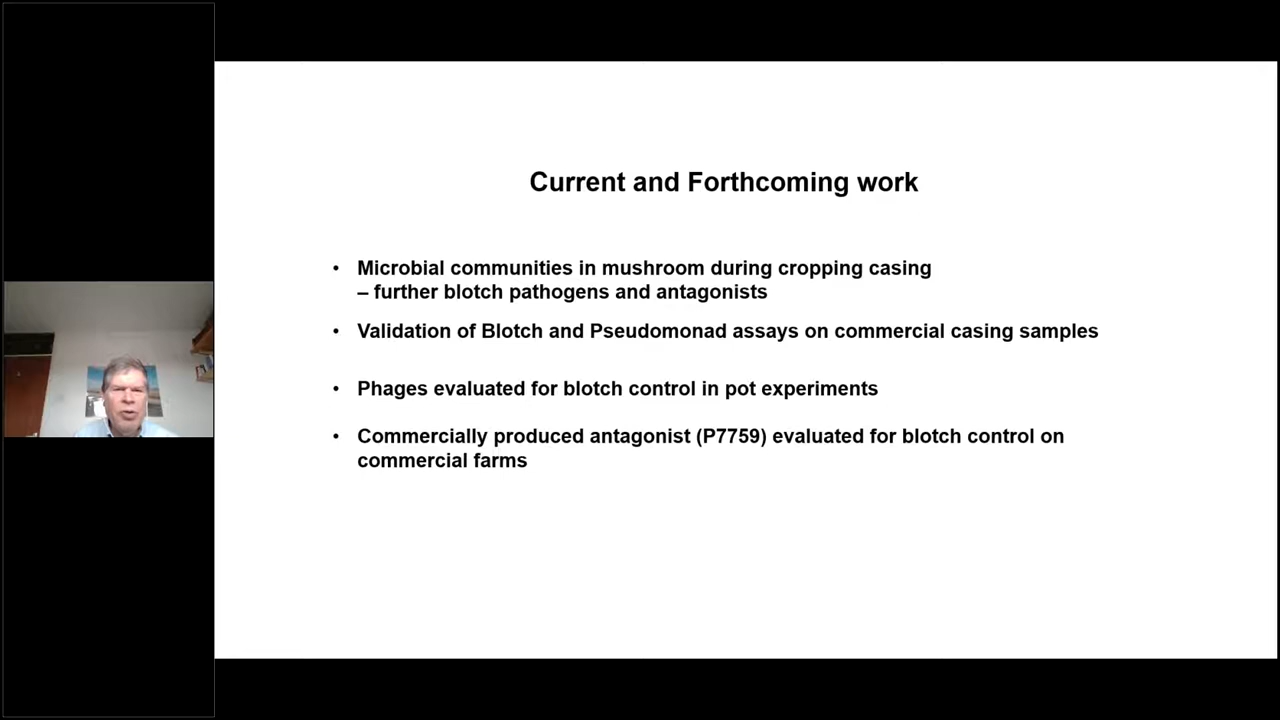 Current and Forthcoming work
• Microbial communities in mushroom during cropping casing
– further blotch pathogens and antagonists
• Validation of Blotch and Pseudomonad assays on commercial casing samples
• Phages evaluated for blotch control in pot experiments
• Commercially produced antagonist (P7759) evaluated for blotch control on
commercial farms